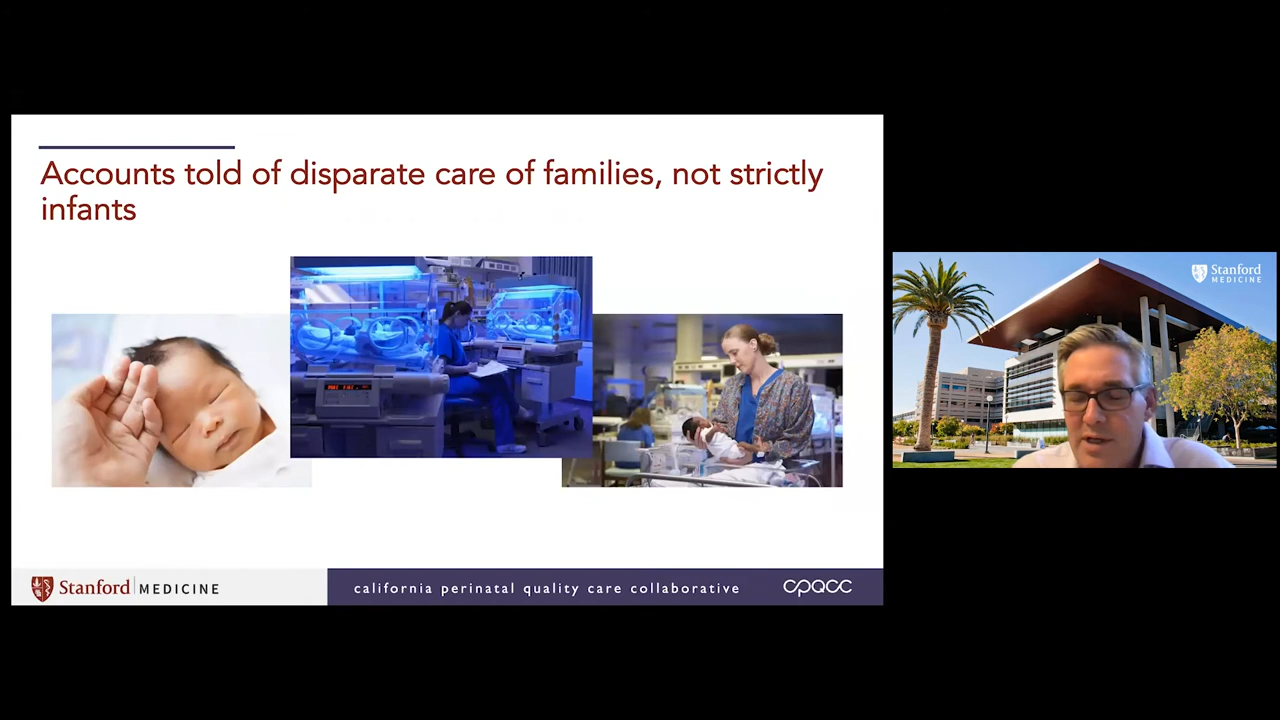 Accounts told of disparate care of families, not strictly
infants
Stanford MEDICINE
california perinatal quality care collaborative
cpqcc
Stanford
MEDICINE